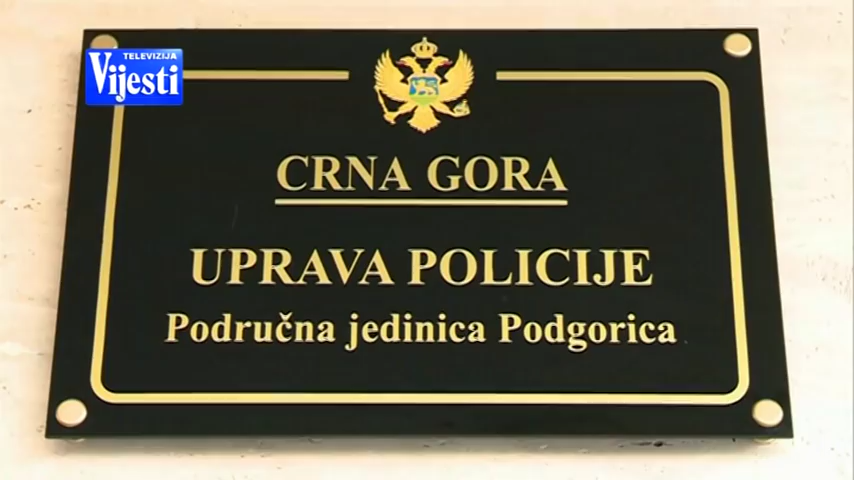 TELEVIZIJA
Vijesti
CRNA GORA
UPRAVA POLICIJE
Područna jedinica Podgorica